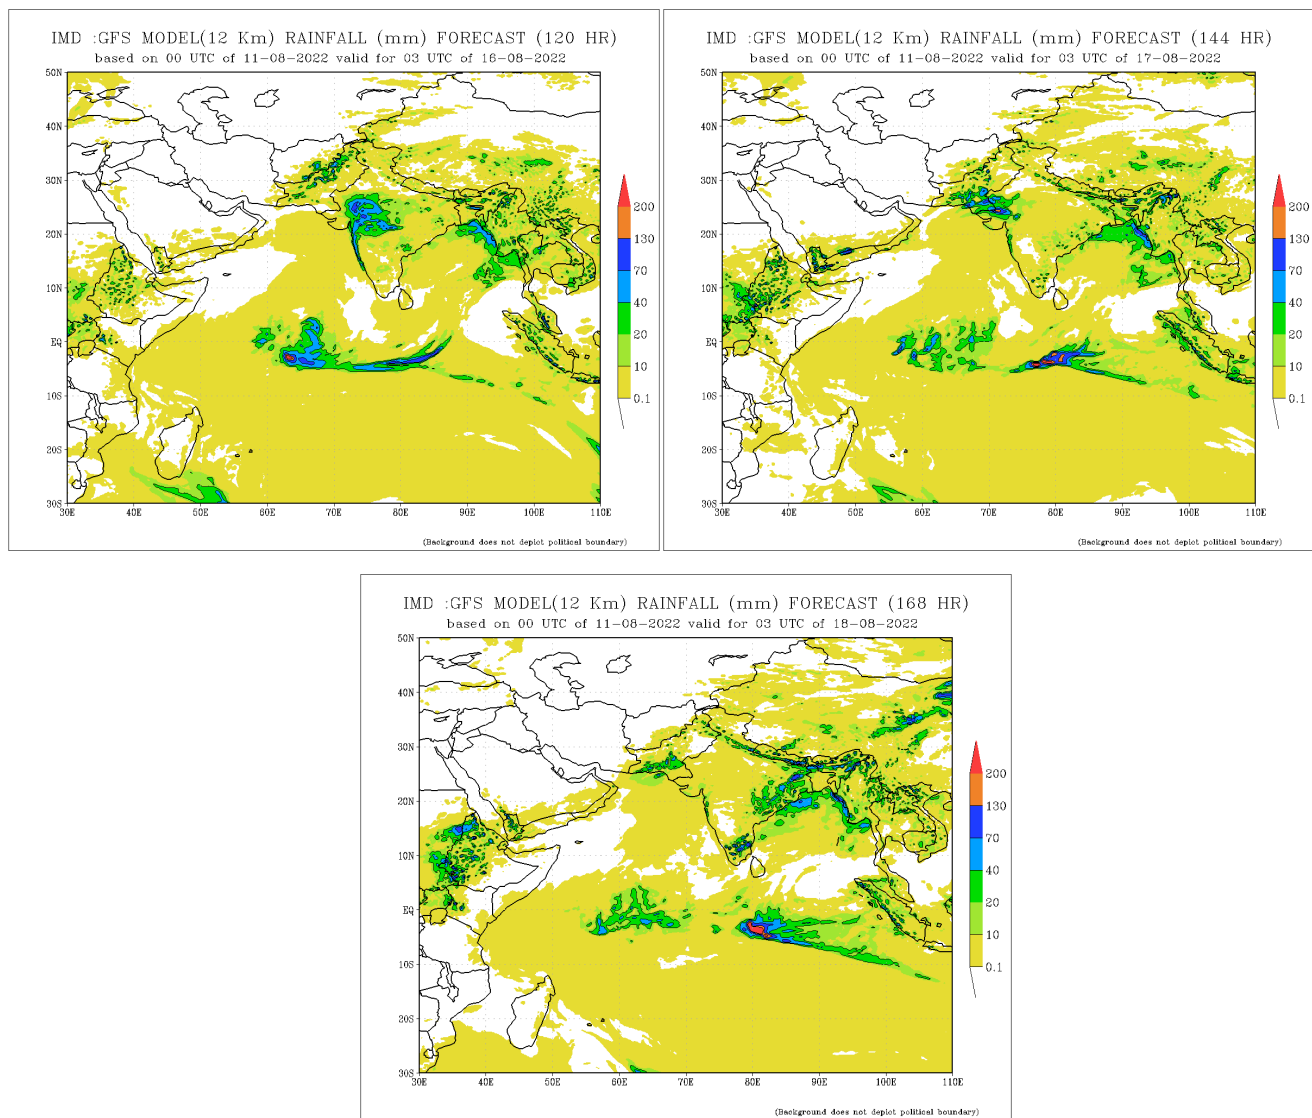 IMD :GFS MODEL(12 Km) RAINFALL (mm) FORECAST (120 HR)
based on 00 UTC of 11-08-2022 valid for 03 UTC of 16-08-2022
50N
40N
30N
20N
10N
EQ
10S
20S
30S
30E 40E 50E 60E 70E 80E 90E 100E 110E
200
130
70
40
20
10
0.1
(Background does not depict political boundary)
IMD :GFS MODEL(12 Km) RAINFALL (mm) FORECAST (144 HR)
based on 00 UTC of 11-08-2022 valid for 03 UTC of 17-08-2022
50N
40N
30N
20N
10N
EQ
10S
20S
30S
30E 40E 50E 60E 70E 80E 90E 100E 110E
200
130
70
40
20
10
0.1
(Background does not depict political boundary)
IMD :GFS MODEL(12 Km) RAINFALL (mm) FORECAST (168 HR)
based on 00 UTC of 11-08-2022 valid for 03 UTC of 18-08-2022
50N
40N
30N
20N
10N
EQ
10S
20S
30S
30E 40E 50E 60E 70E 80E 90E 100E 110E
200
130
70
40
20
10
0.1
(Background does not depict political boundary)